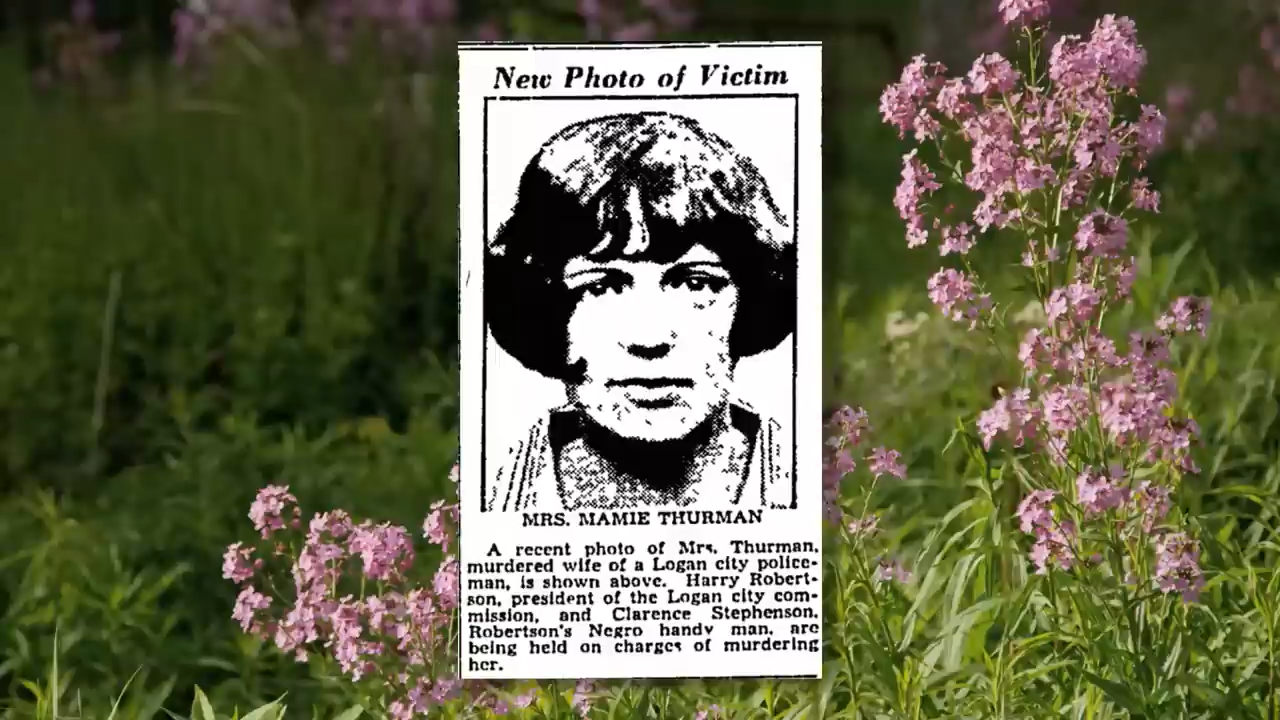 New Photo of Victim
MRS. MAMIE THURMAN
A recent photo of Mrs. Thurman,
murdered wife of a Logan city police-
man, is shown above. Harry Robert-
son, president of the Logan city com-
mission, and Clarence Stephenson,
Robertson's Negro handy man, are
being held on charges of murdering
her.